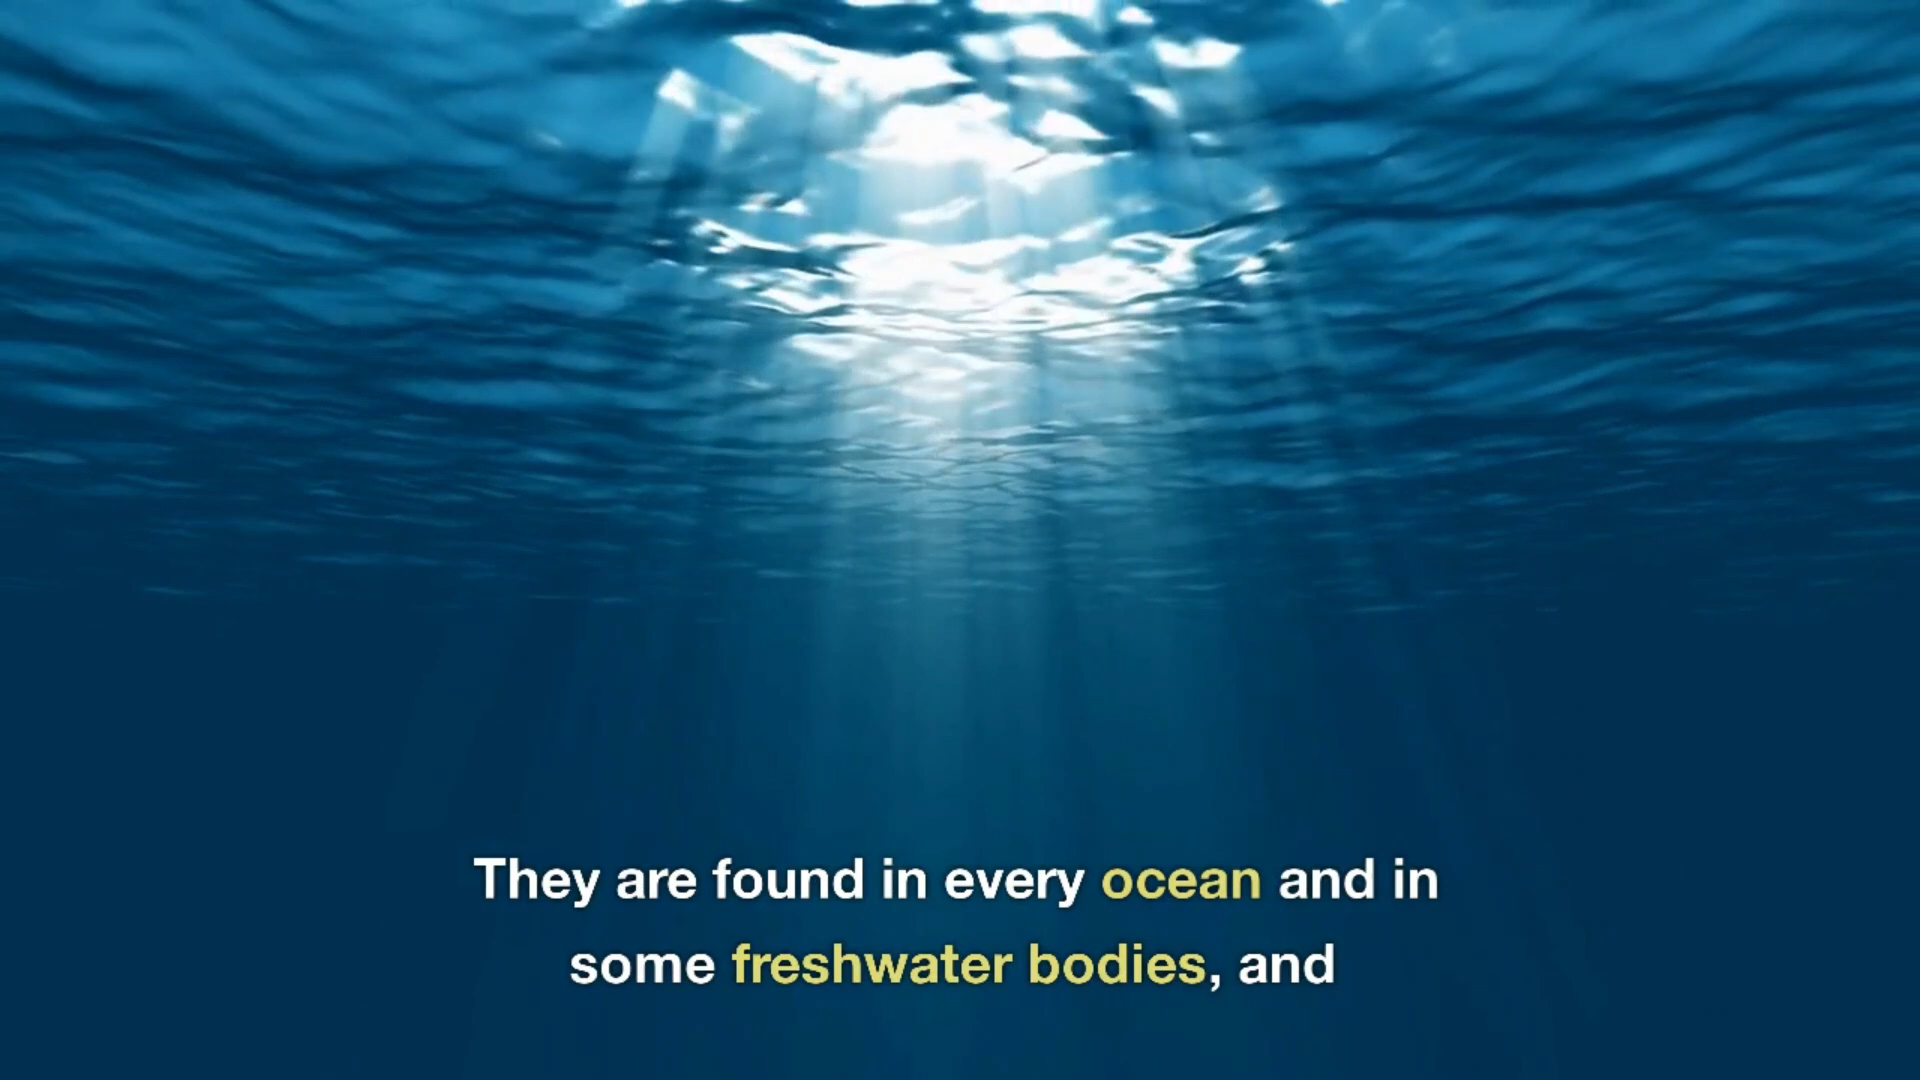 They are found in every ocean and in
some freshwater bodies, and